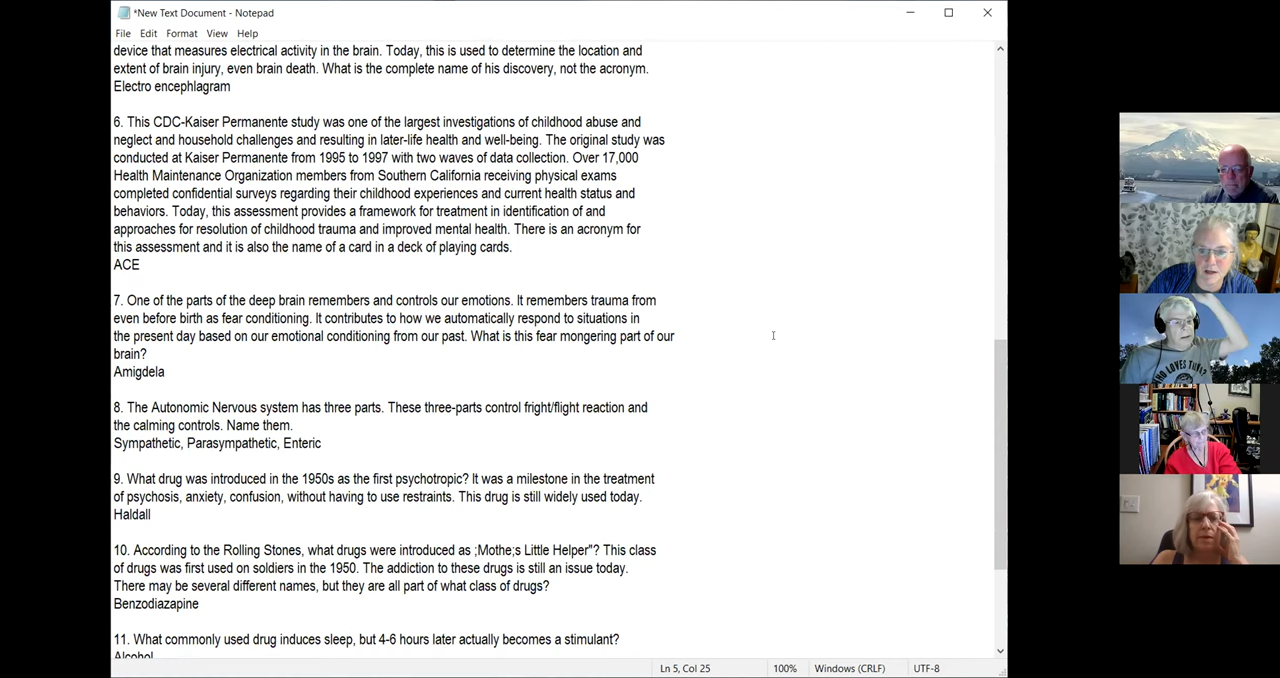 *New Text Document - Notepad
File Edit Format View Help
device that measures electrical activity in the brain. Today, this is used to determine the location and
extent of brain injury, even brain death. What is the complete name of his discovery, not the acronym.
Electro encephlagram
6. This CDC-Kaiser Permanente study was one of the largest investigations of childhood abuse and
neglect and household challenges and resulting in later-life health and well-being. The original study was
conducted at Kaiser Permanente from 1995 to 1997 with two waves of data collection. Over 17,000
Health Maintenance Organization members from Southern California receiving physical exams
completed confidential surveys regarding their childhood experiences and current health status and
behaviors. Today, this assessment provides a framework for treatment in identification of and
approaches for resolution of childhood trauma and improved mental health. There is an acronym for
this assessment and it is also the name of a card in a deck of playing cards.
ACE
7. One of the parts of the deep brain remembers and controls our emotions. It remembers trauma from
even before birth as fear conditioning. It contributes to how we automatically respond to situations in
the present day based on our emotional conditioning from our past. What is this fear mongering part of our
brain?
Amigdela
8. The Autonomic Nervous system has three parts. These three-parts control fright/flight reaction and
the calming controls. Name them.
Sympathetic, Parasympathetic, Enteric
9. What drug was introduced in the 1950s as the first psychotropic? It was a milestone in the treatment
of psychosis, anxiety, confusion, without having to use restraints. This drug is still widely used today.
Haldall
10. According to the Rolling Stones, what drugs were introduced as ;Mothe;s Little Helper"? This class
of drugs was first used on soldiers in the 1950. The addiction to these drugs is still an issue today.
There may be several different names, but they are all part of what class of drugs?
Benzodiazapine
11. What commonly used drug induces sleep, but 4-6 hours later actually becomes a stimulant?
Alcohol
Ln 5, Col 25 100% Windows (CRLF) UTF-8